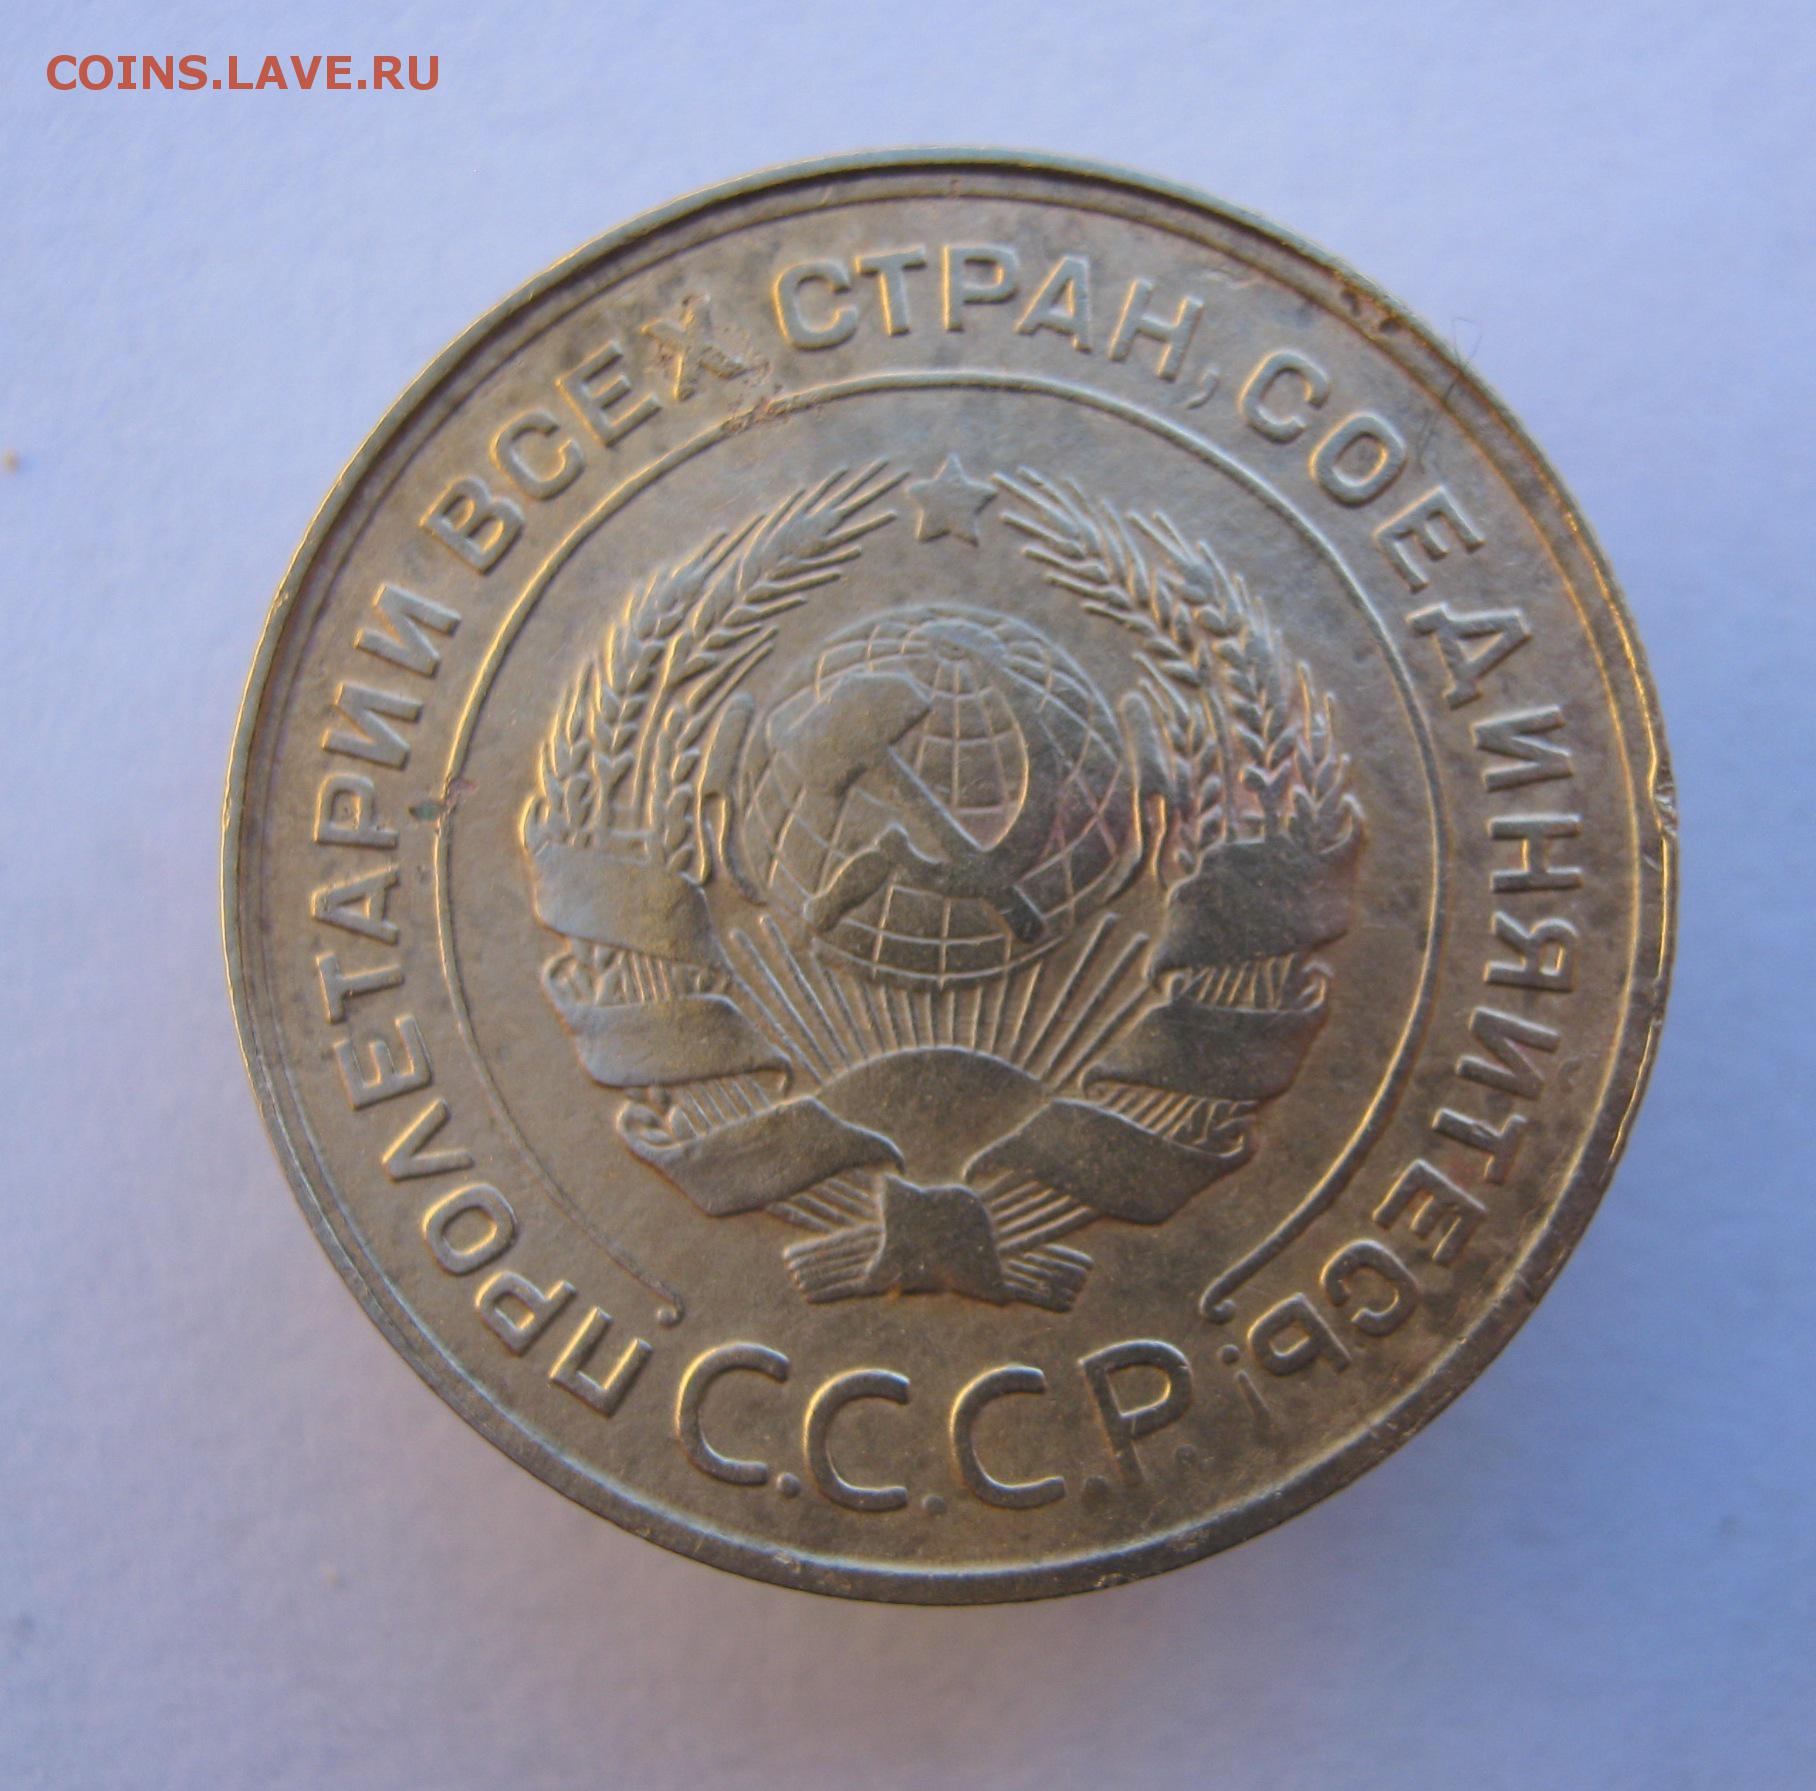 COINS.LAVE.RU
ПРОЛЕТАРИИ ВСЕХ СТРАН, СОЕДИНЯЙТЕСЬ!
С.С.С.Р.